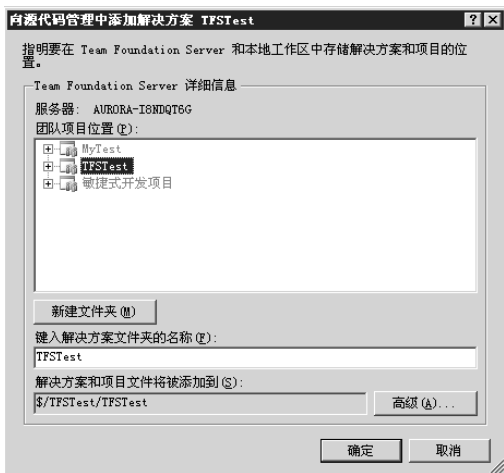 向源代码管理中添加解决方案 TFSTest
指明要在 Team Foundation Server 和本地工作区中存储解决方案和项目的位
置。
Team Foundation Server 详细信息
服务器: AURORA-I8NDQT6G
团队项目位置(P):
MyTest
TFSTest
敏捷式开发项目
新建文件夹(M)
键入解决方案文件夹的名称(F):
TFSTest
解决方案和项目文件将被添加到(S):
$/TFSTest/TFSTest
高级(A)...
确定 取消